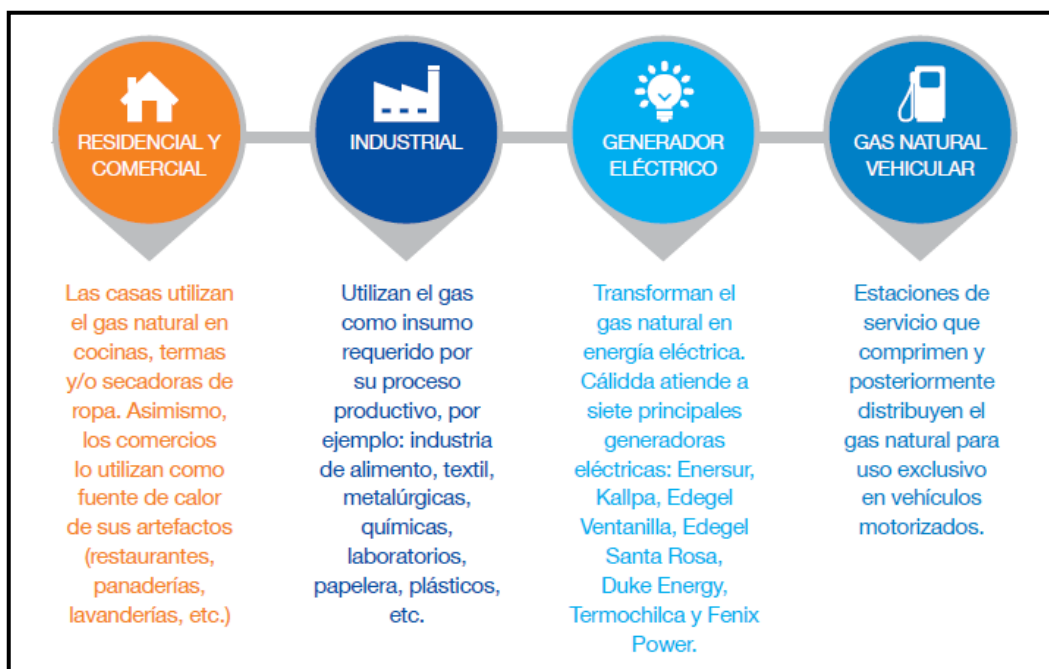 RESIDENCIAL Y
COMERCIAL
Las casas utilizan
el gas natural en
cocinas, termas
y/o secadoras de
ropa. Asimismo,
los comercios
lo utilizan como
fuente de calor
de sus artefactos
(restaurantes,
panaderías,
lavanderías, etc.)
INDUSTRIAL
Utilizan el gas
como insumo
requerido por
su proceso
productivo, por
ejemplo: industria
de alimento, textil,
metalúrgicas,
químicas,
laboratorios,
papelera, plásticos,
etc.
GENERADOR
ELÉCTRICO
Transforman el
gas natural en
energía eléctrica.
Cálidda atiende a
siete principales
generadoras
eléctricas: Enersur,
Kallpa, Edegel
Ventanilla, Edegel
Santa Rosa,
Duke Energy,
Termochilca y Fenix
Power.
GAS NATURAL
VEHICULAR
Estaciones de
servicio que
comprimen y
posteriormente
distribuyen el
gas natural para
uso exclusivo
en vehículos
motorizados.